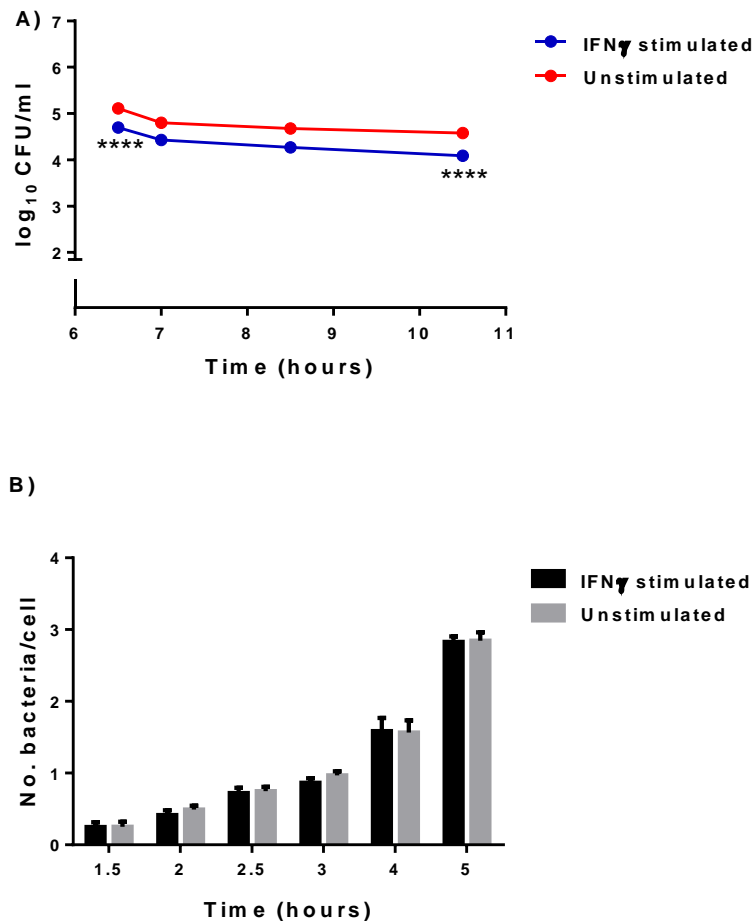 A)
7
6
5
4
3
2
log10 CFU/ml
****
****
6 7 8 9 10 11
Time (hours)
IFNγ stimulated
Unstimulated
B)
4
3
2
1
0
No. bacteria/cell
1.5 2 2.5 3 4 5
Time (hours)
IFNγ stimulated
Unstimulated